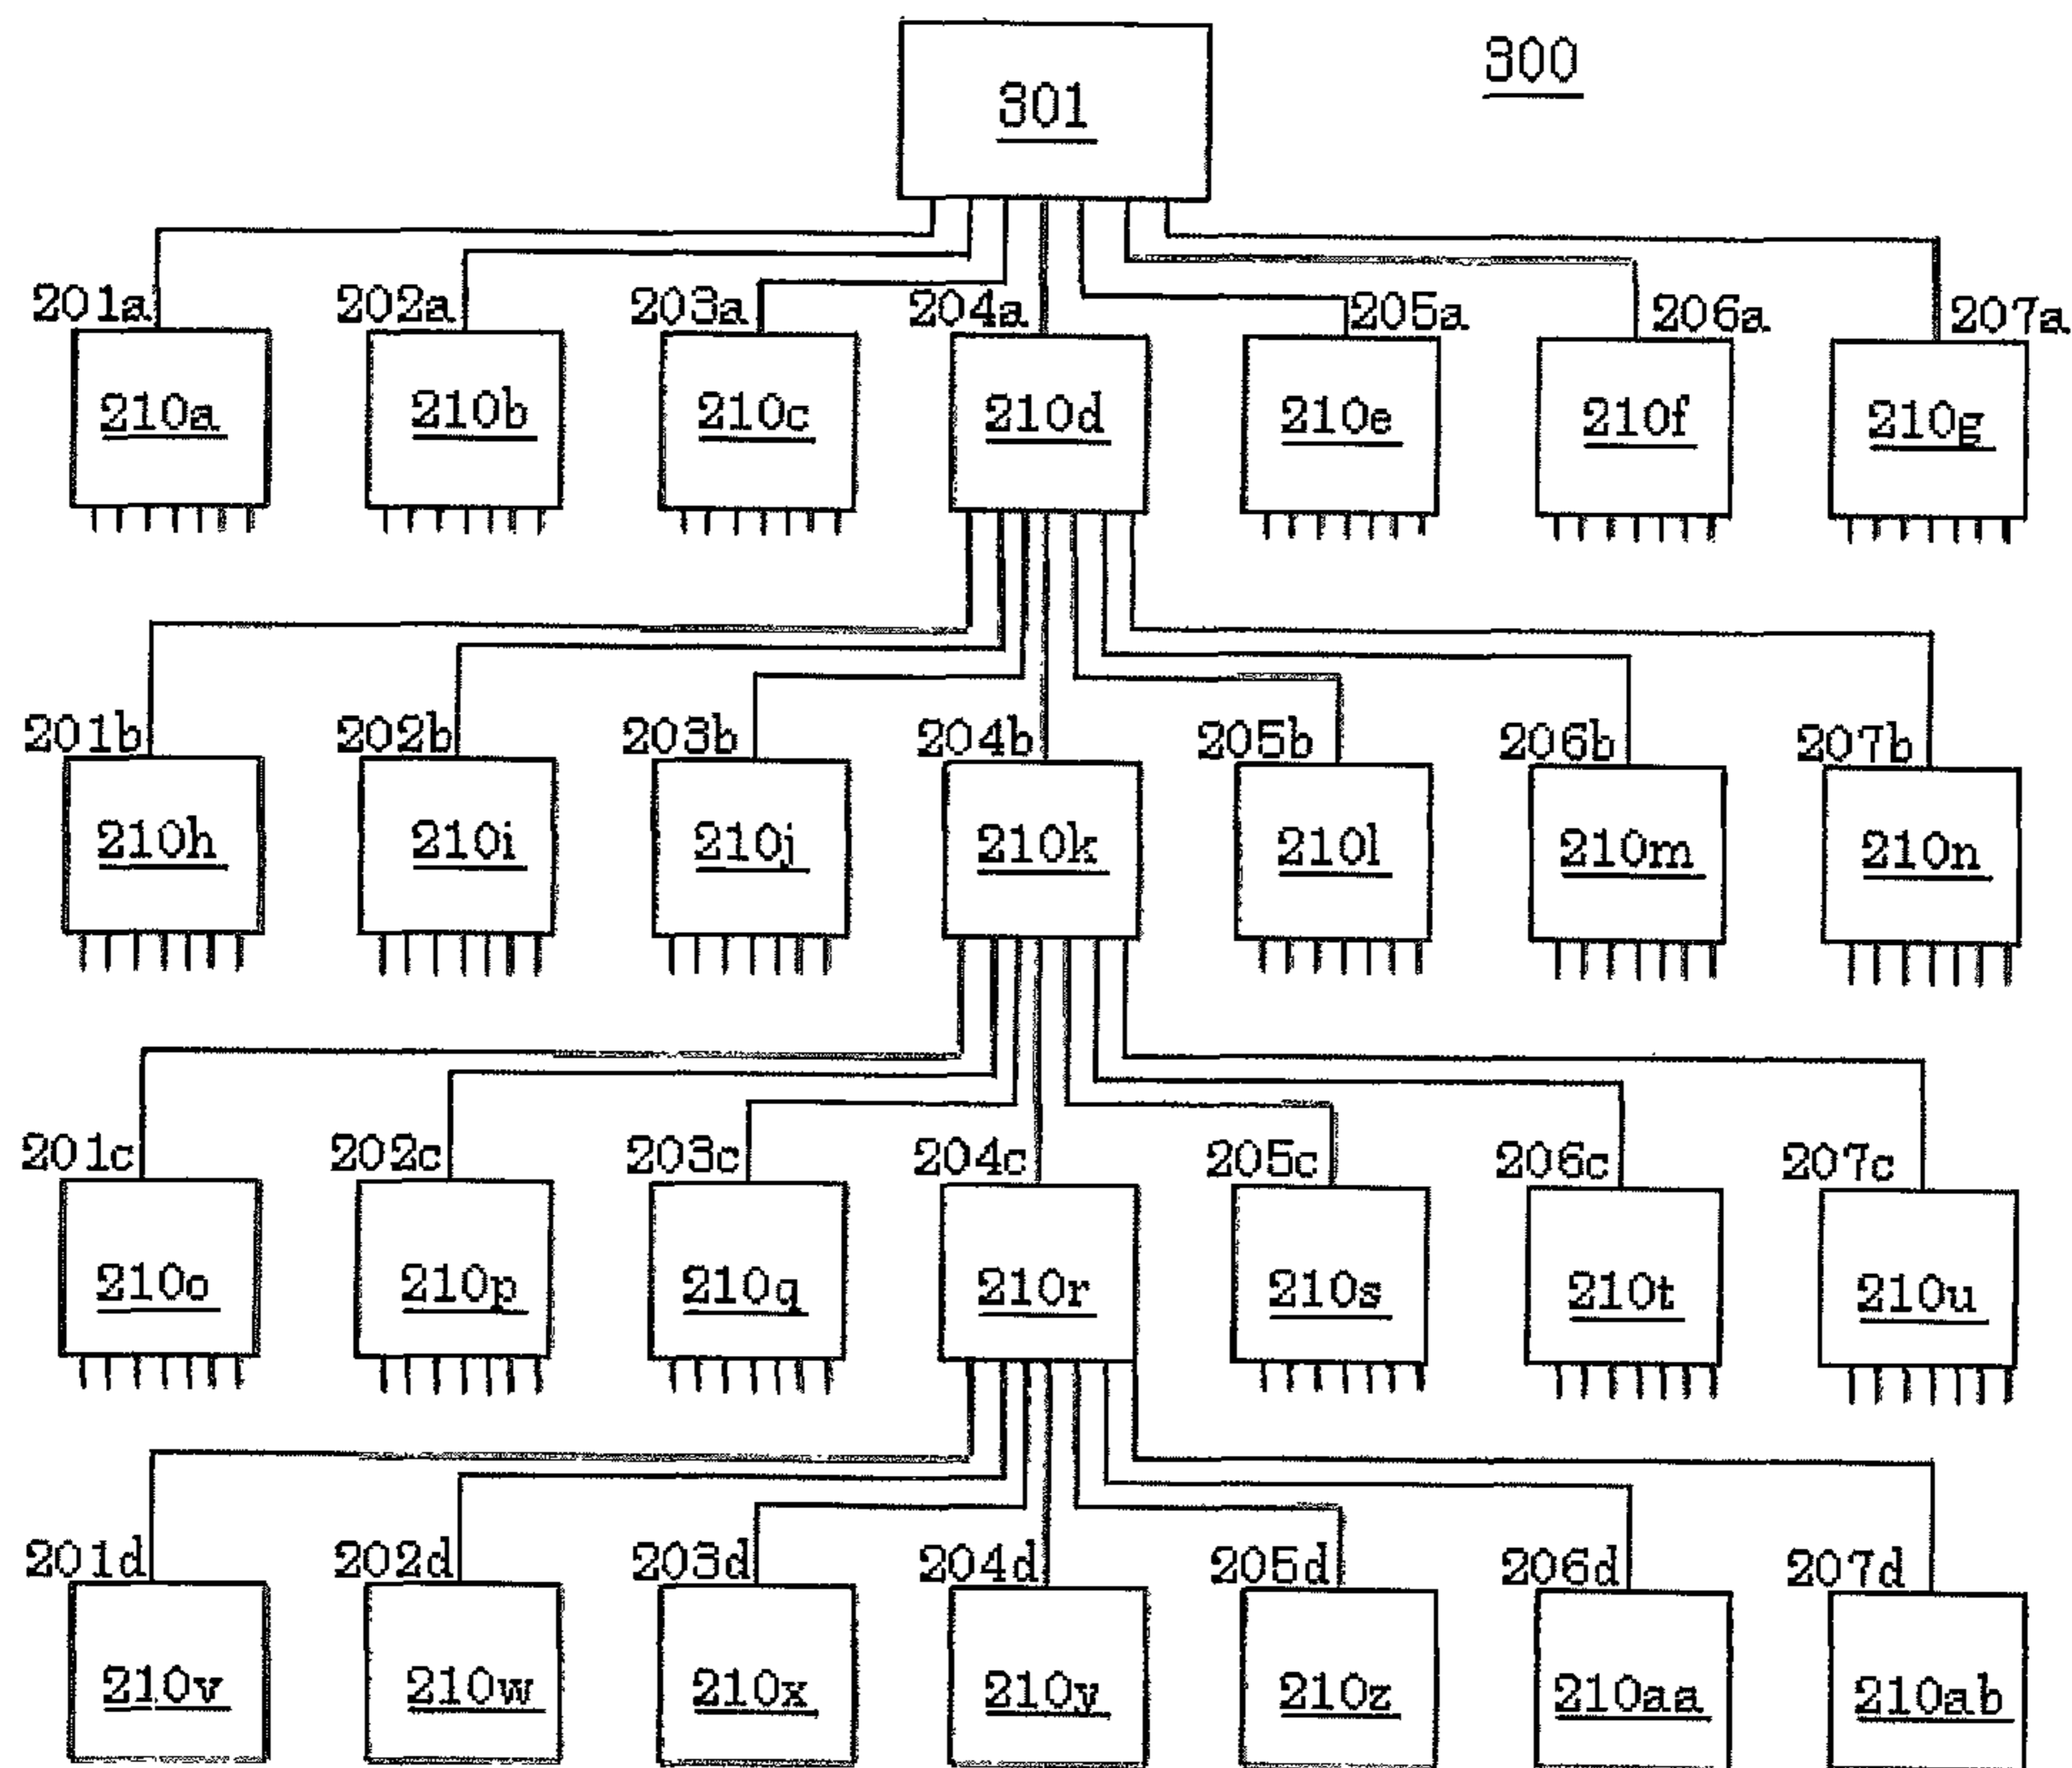 300
301
201a 202a 203a 204a 205a 206a 207a
210a 210b 210c 210d 210e 210f 210g
201b 202b 203b 204b 205b 206b 207b
210h 210i 210j 210k 210l 210m 210n
201c 202c 203c 204c 205c 206c 207c
210o 210p 210q 210r 210s 210t 210u
201d 202d 203d 204d 205d 206d 207d
210v 210w 210x 210y 210z 210aa 210ab